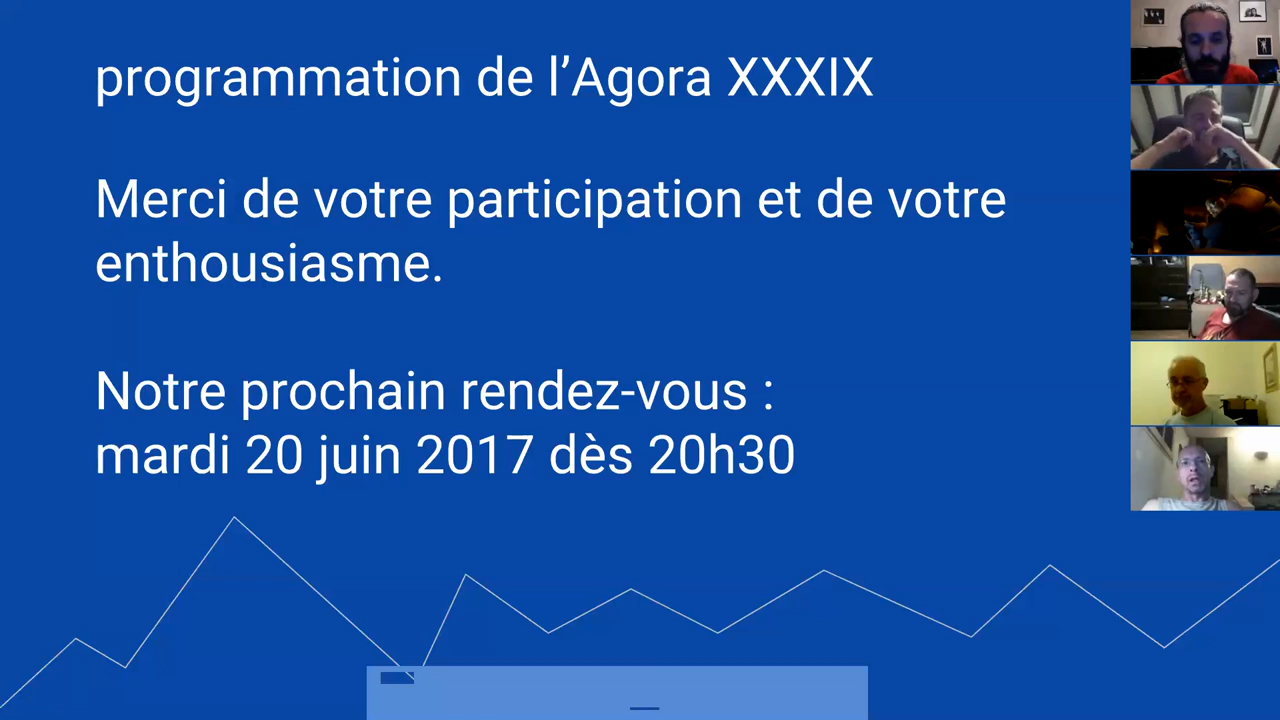 programmation de l’Agora XXXIX
Merci de votre participation et de votre
enthousiasme.
Notre prochain rendez-vous :
mardi 20 juin 2017 dès 20h30